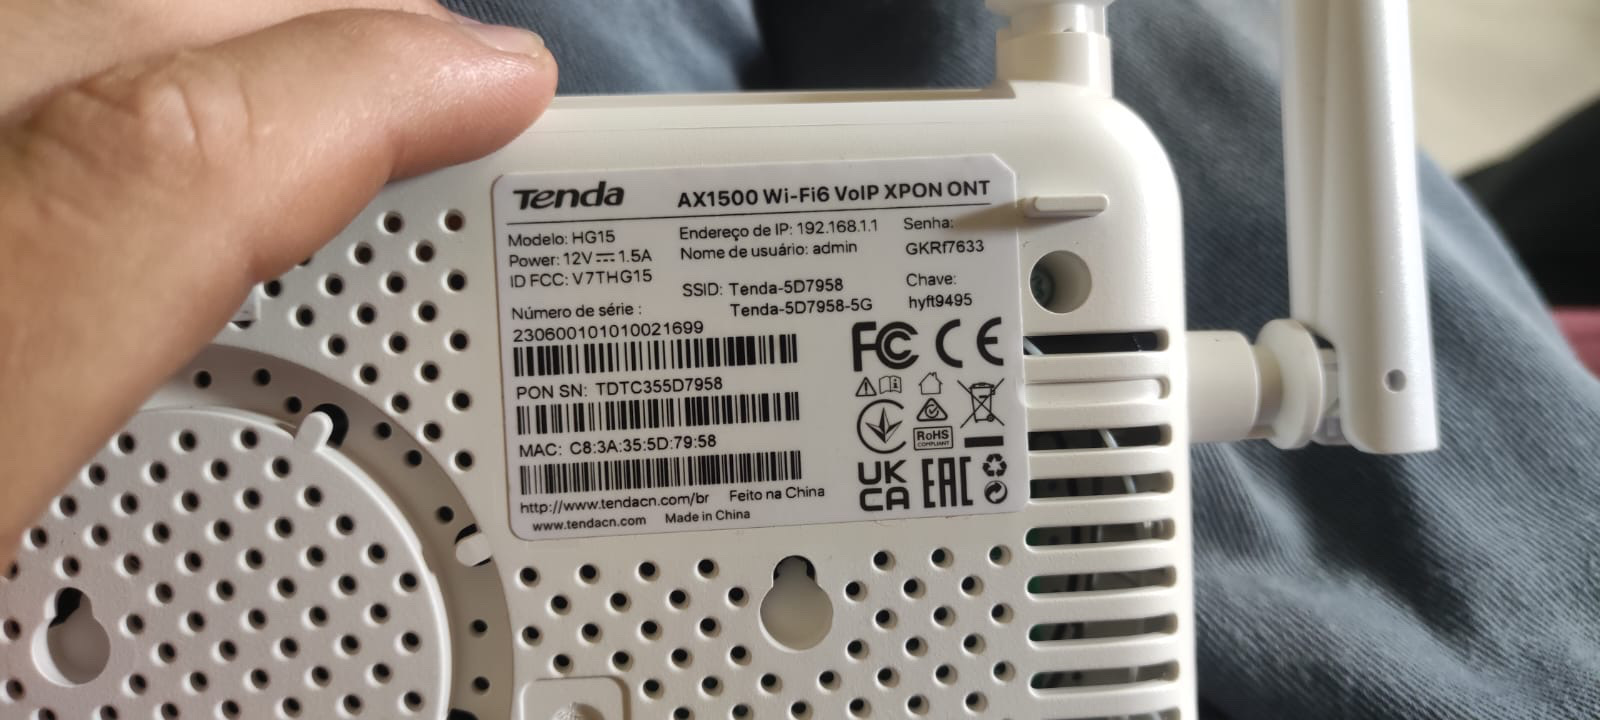 Tenda
AX1500 Wi-Fi6 VoIP XPON ONT
Modelo: HG15
Power: 12V⎓1.5A
ID FCC: V7THG15
Endereço de IP: 192.168.1.1
Nome de usuário: admin
Senha:
GKRf7633
SSID: Tenda-5D7958
Tenda-5D7958-5G
Chave:
hyft9495
Número de série :
230600101010021699
PON SN: TDTC355D7958
MAC: C8:3A:35:5D:79:58
http://www.tendacn.com/br
Feito na China
www.tendacn.com
Made in China
FC CE
RoHS
COMPLIANT
UK
CA
EAC